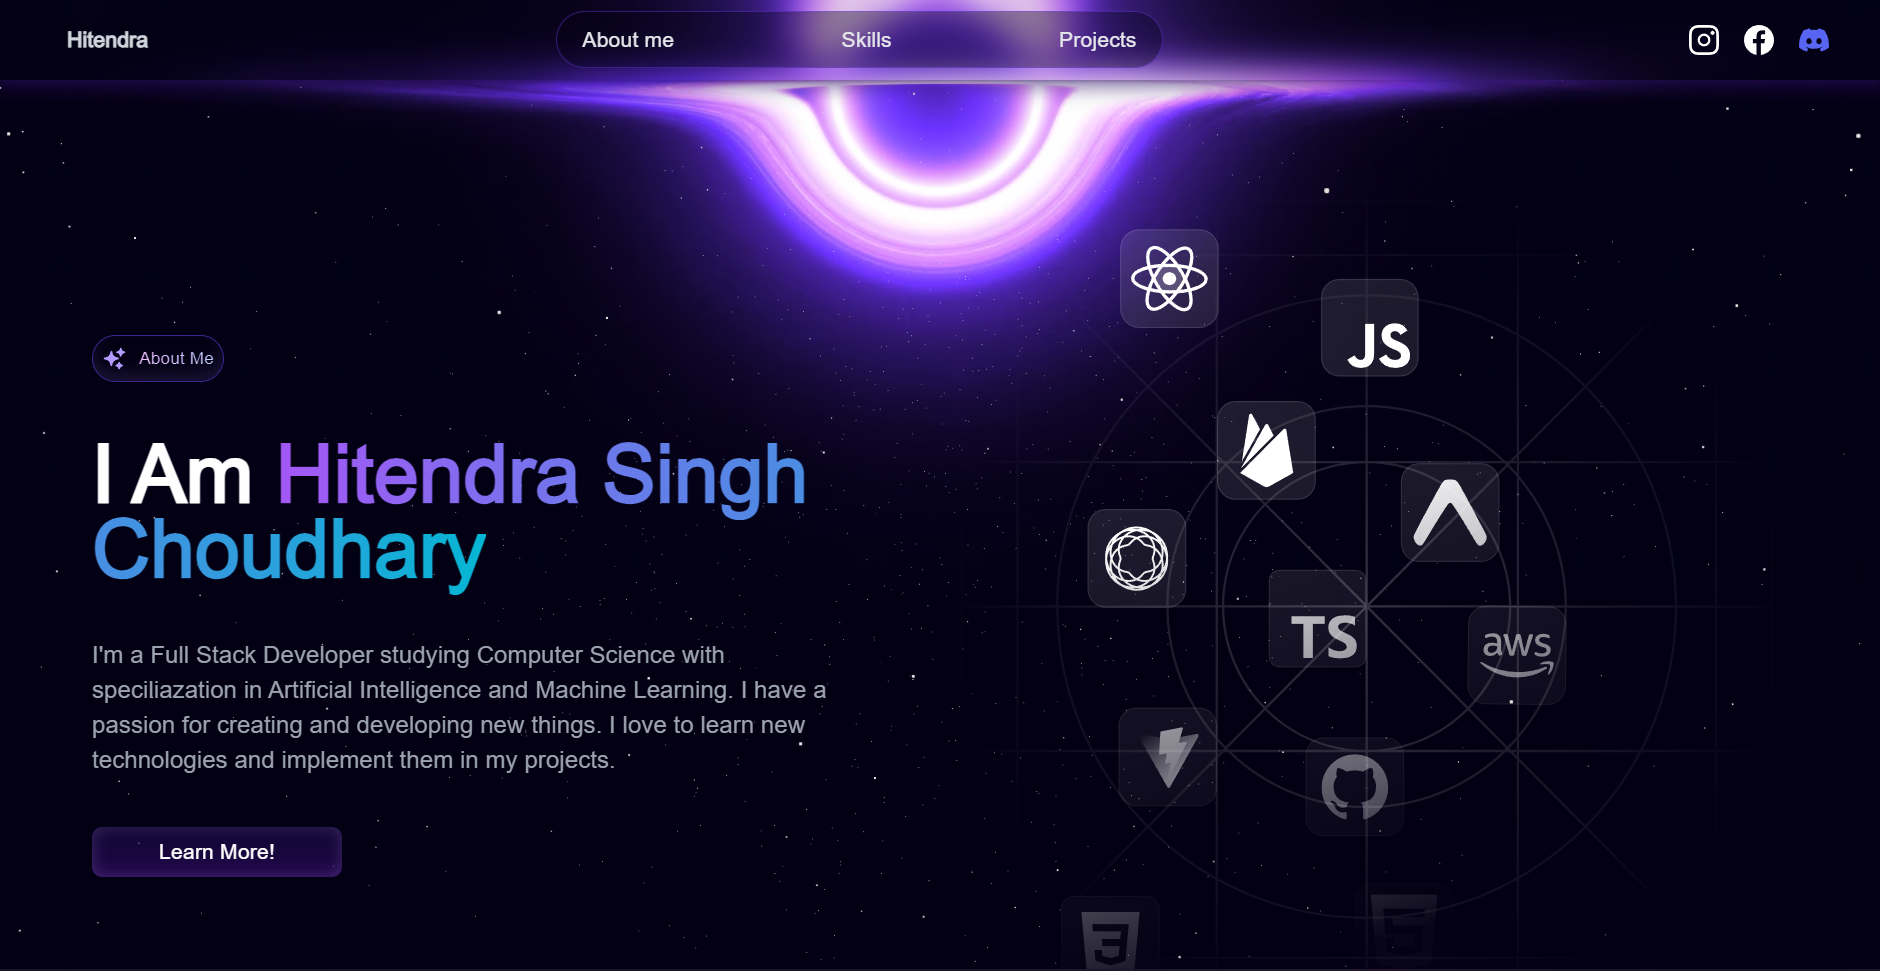 Hitendra
About me
Skills
Projects
About Me
I Am Hitendra Singh
Choudhary
I'm a Full Stack Developer studying Computer Science with
speciliazation in Artificial Intelligence and Machine Learning. I have a
passion for creating and developing new things. I love to learn new
technologies and implement them in my projects.
Learn More!
JS
TS
aws
3
5